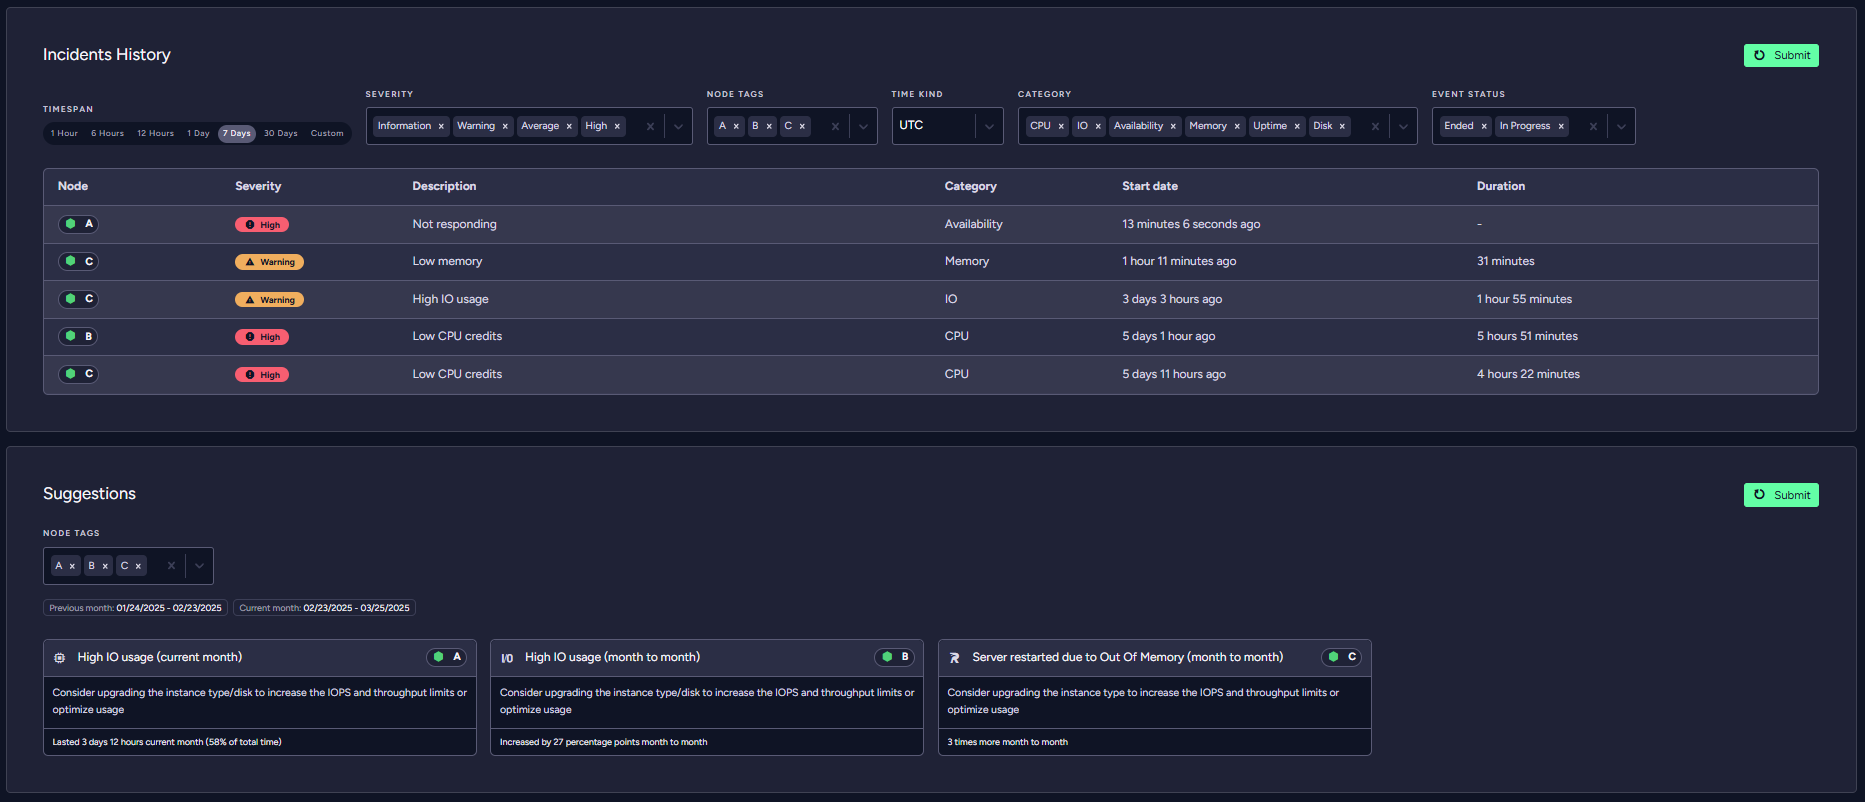 Incidents History
Submit
TIMESPAN
1 Hour 6 Hours 12 Hours 1 Day 7 Days 30 Days Custom
SEVERITY
Information × Warning × Average × High ×
NODE TAGS
A × B × C ×
TIME KIND
UTC
CATEGORY
CPU × IO × Availability × Memory × Uptime × Disk ×
EVENT STATUS
Ended × In Progress ×
Node Severity Description Category Start date Duration
A High Not responding Availability 13 minutes 6 seconds ago -
C Warning Low memory Memory 1 hour 11 minutes ago 31 minutes
C Warning High IO usage IO 3 days 3 hours ago 1 hour 55 minutes
B High Low CPU credits CPU 5 days 1 hour ago 5 hours 51 minutes
C High Low CPU credits CPU 5 days 11 hours ago 4 hours 22 minutes
Suggestions
Submit
NODE TAGS
A × B × C ×
Previous month: 01/24/2025 - 02/23/2025 Current month: 02/23/2025 - 03/25/2025
High IO usage (current month) A
Consider upgrading the instance type/disk to increase the IOPS and throughput limits or
optimize usage
Lasted 3 days 12 hours current month (58% of total time)
I/O High IO usage (month to month) B
Consider upgrading the instance type/disk to increase the IOPS and throughput limits or
optimize usage
Increased by 27 percentage points month to month
Server restarted due to Out Of Memory (month to month) C
Consider upgrading the instance type to increase the IOPS and throughput limits or
optimize usage
3 times more month to month